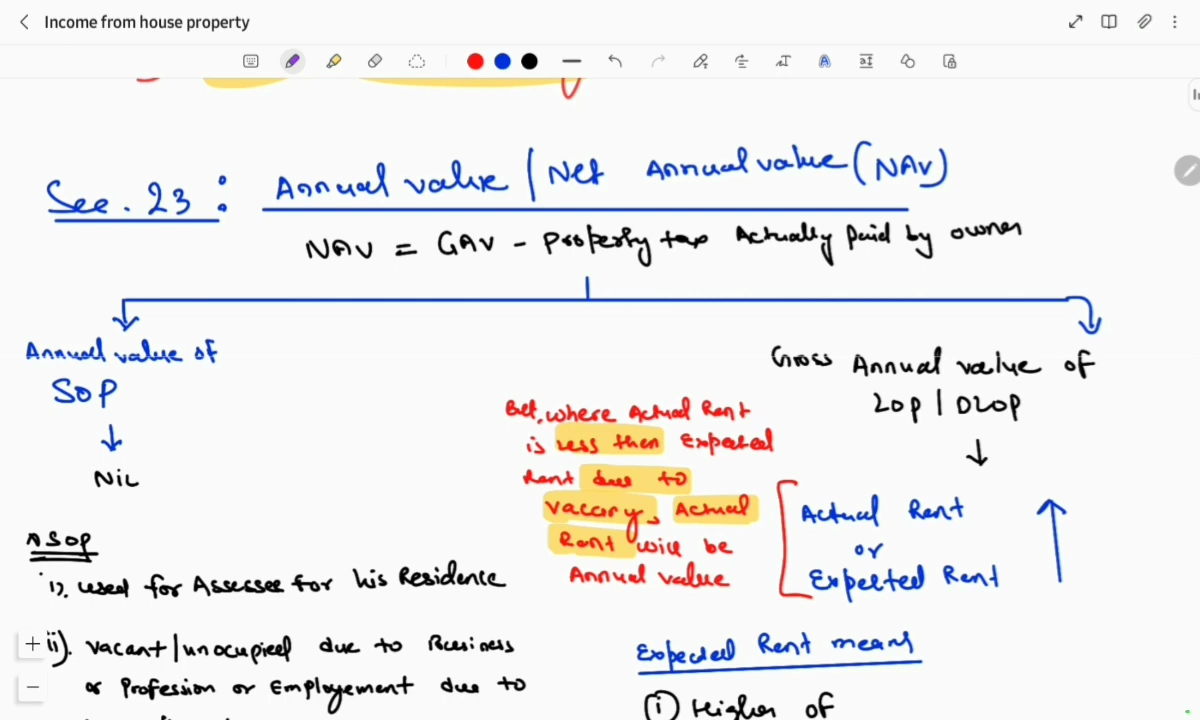 Income from house property
Sec. 23 : Annual value | Net Annual value (NAV)
NAV = GAV - Property tax Actually Paid by owner
Annual value of
SOP
Nil
Gross Annual value of
LOP | DLOP
But, where Actual Rent
is less then Expected
Rent due to
vacany, Actual
Rent will be
Annual value
Actual Rent
or
Expected Rent
ASOP
i). used for Assessee for his Residence
ii). vacant/unocupied due to Business
or Profession or Employement due to
Expected Rent means
(i) Higher of